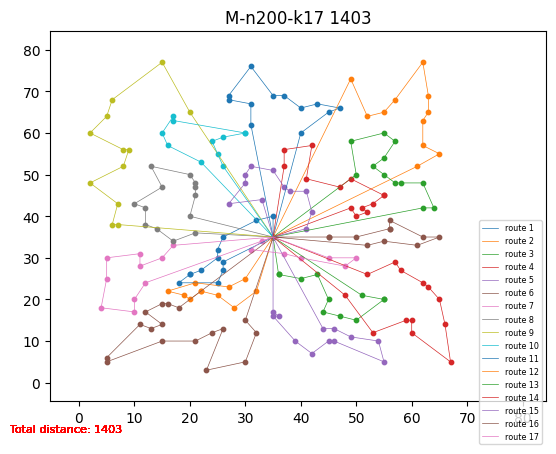 M-n200-k17 1403
80
70
60
50
40
30
20
10
0
0 10 20 30 40 50 60 70 80
route 1
route 2
route 3
route 4
route 5
route 6
route 7
route 8
route 9
route 10
route 11
route 12
route 13
route 14
route 15
route 16
route 17
Total distance: 1403